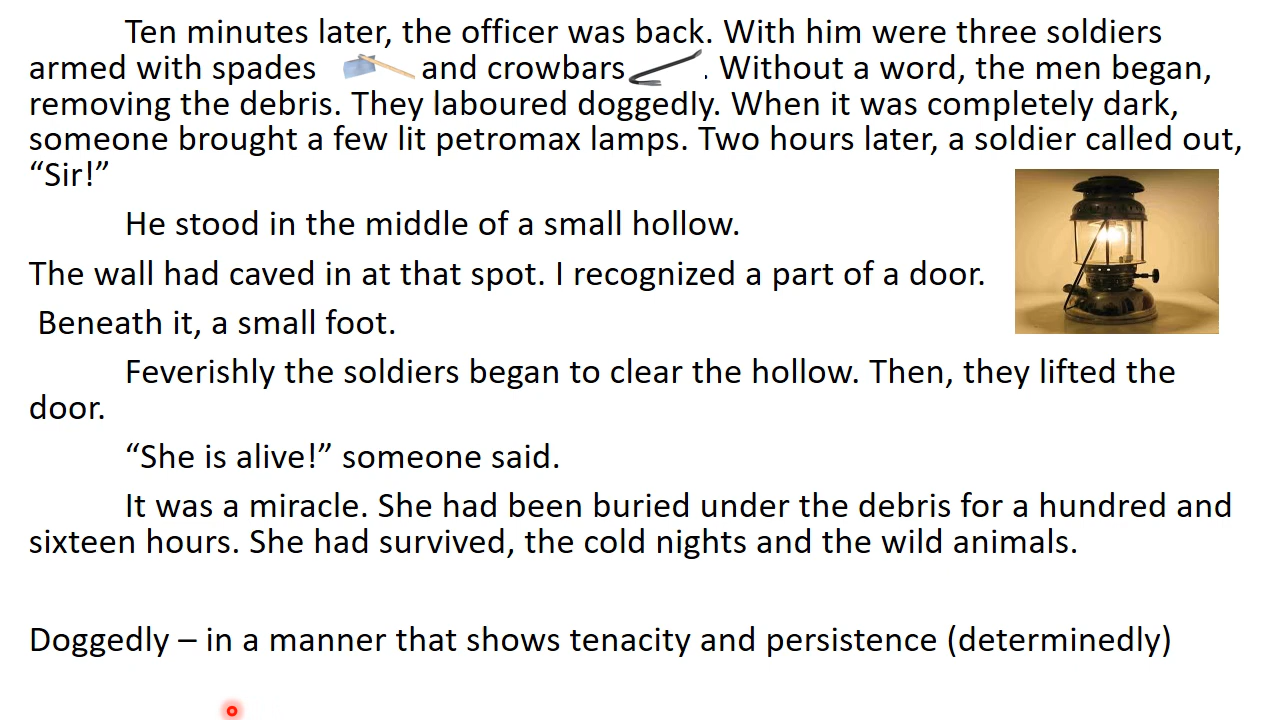 Ten minutes later, the officer was back. With him were three soldiers
armed with spades and crowbars . Without a word, the men began,
removing the debris. They laboured doggedly. When it was completely dark,
someone brought a few lit petromax lamps. Two hours later, a soldier called out,
“Sir!”
He stood in the middle of a small hollow.
The wall had caved in at that spot. I recognized a part of a door.
Beneath it, a small foot.
Feverishly the soldiers began to clear the hollow. Then, they lifted the
door.
“She is alive!” someone said.
It was a miracle. She had been buried under the debris for a hundred and
sixteen hours. She had survived, the cold nights and the wild animals.
Doggedly – in a manner that shows tenacity and persistence (determinedly)